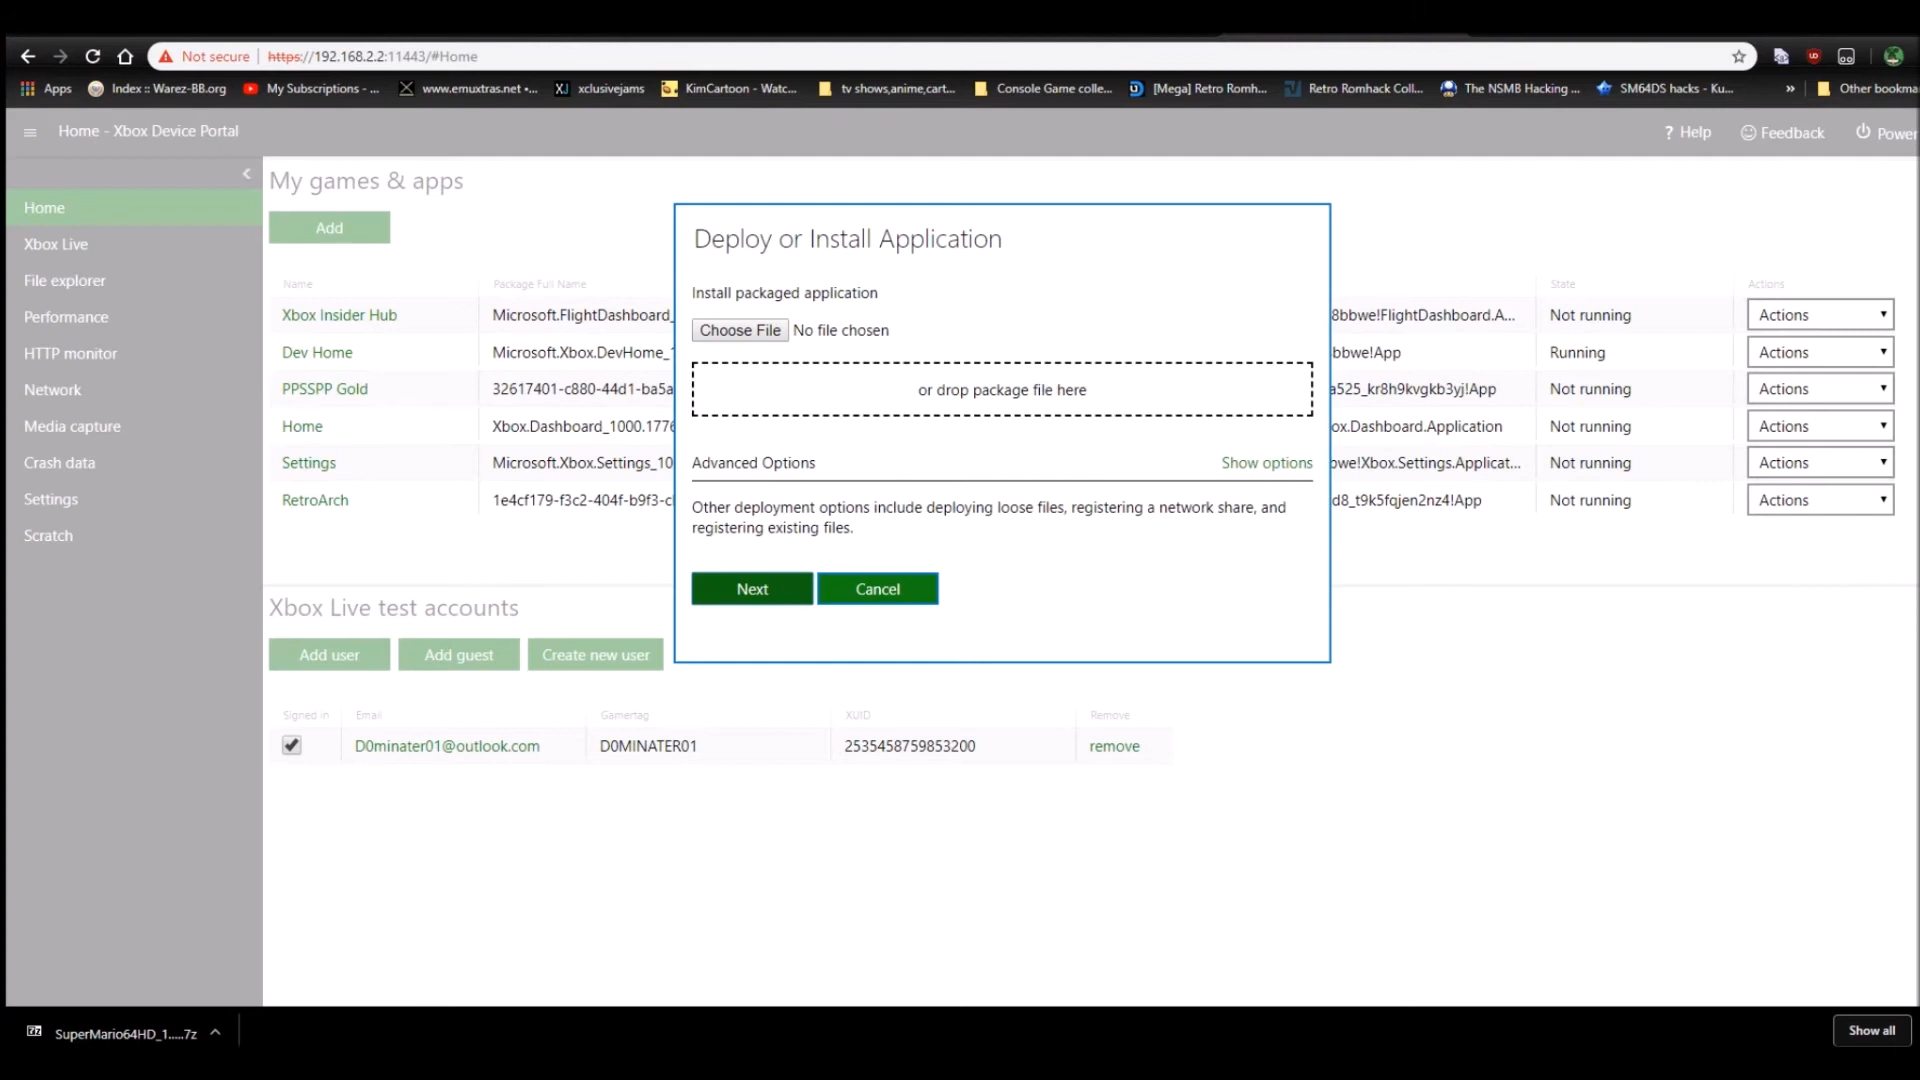 Not secure | https://192.168.2.2:11443/#Home
Apps Index :: Warez-BB.org My Subscriptions - ... www.emuxtras.net •... XJ xclusivejams KimCartoon - Watc... tv shows,anime,cart... Console Game colle... [Mega] Retro Romh... Retro Romhack Coll... The NSMB Hacking ... SM64DS hacks - Ku... » Other bookma
Home - Xbox Device Portal ? Help Feedback Power
My games & apps
Home
Add
Deploy or Install Application
Xbox Live
File explorer
Name Package Full Name State Actions
Install packaged application
Xbox Insider Hub Microsoft.FlightDashboard_ 8bbwe!FlightDashboard.A... Not running Actions
Performance
Choose File No file chosen
HTTP monitor
Dev Home Microsoft.Xbox.DevHome_1 bbwe!App Running Actions
Network
PPSSPP Gold 32617401-c880-44d1-ba5a a525_kr8h9kvgkb3yj!App Not running Actions
or drop package file here
Media capture
Home Xbox.Dashboard_1000.1776 ox.Dashboard.Application Not running Actions
Crash data
Settings Microsoft.Xbox.Settings_10 bwe!Xbox.Settings.Applicat... Not running Actions
Advanced Options Show options
Settings
RetroArch 1e4cf179-f3c2-404f-b9f3-c d8_t9k5fqjen2nz4!App Not running Actions
Other deployment options include deploying loose files, registering a network share, and
registering existing files.
Scratch
Next Cancel
Xbox Live test accounts
Add user Add guest Create new user
Signed in Email Gamertag XUID Remove
D0minater01@outlook.com D0MINATER01 2535458759853200 remove
SuperMario64HD_1.....7z Show all